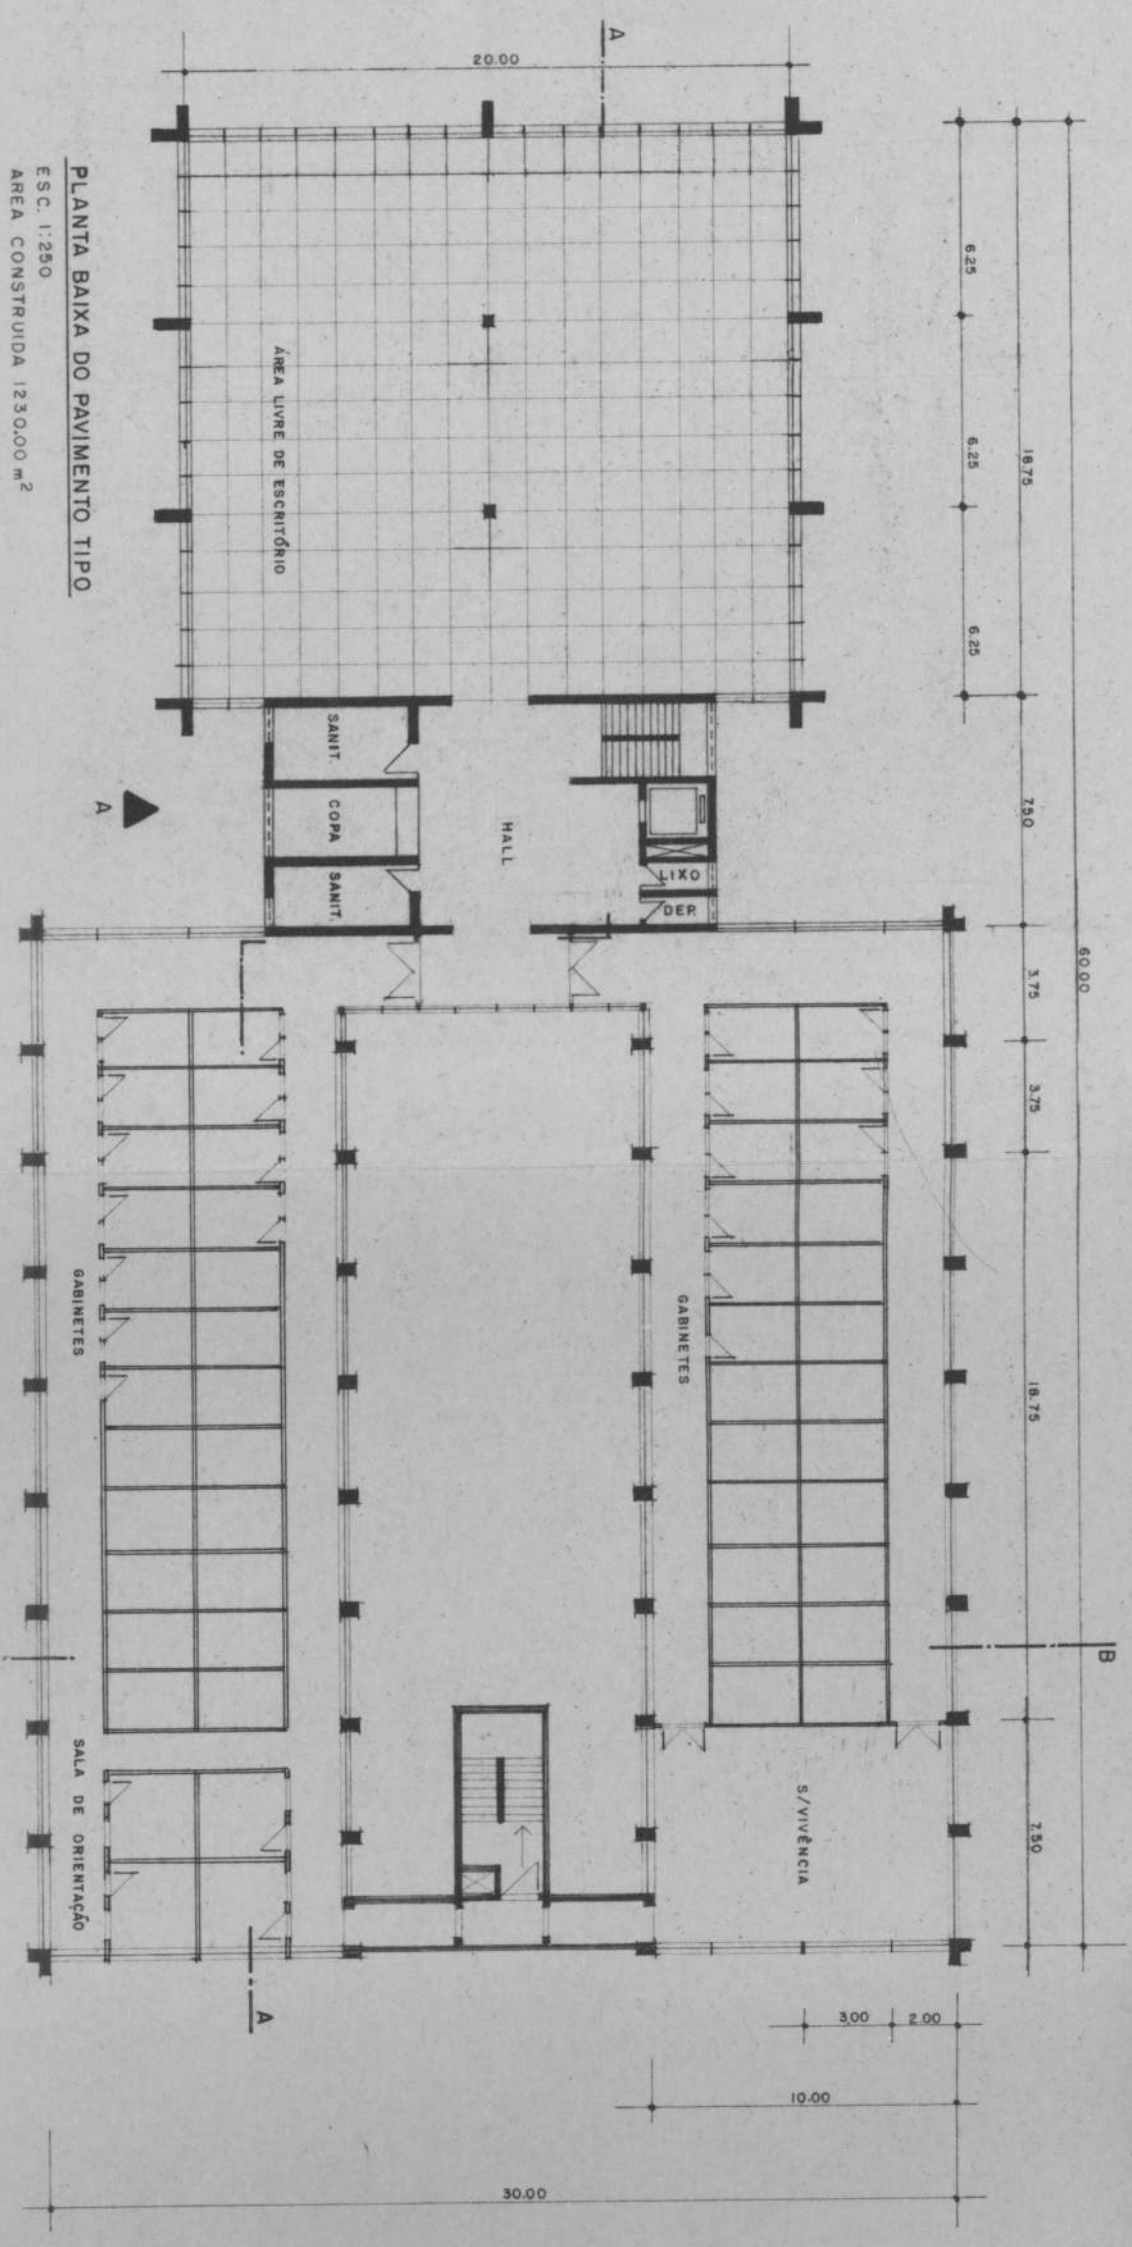 PLANTA BAIXA DO PAVIMENTO TIPO
ESC. 1:250
AREA CONSTRUIDA 1230.00 m²
20.00
A
6.25
6.25
6.25
18.75
7.50
60.00
3.75
3.75
18.75
7.50
ÁREA LIVRE DE ESCRITÓRIO
SANIT.
COPA
SANIT.
HALL
LIXO
DEP.
A
GABINETES
GABINETES
B
SALA DE ORIENTAÇÃO
S/VIVÊNCIA
A
3.00
2.00
10.00
30.00